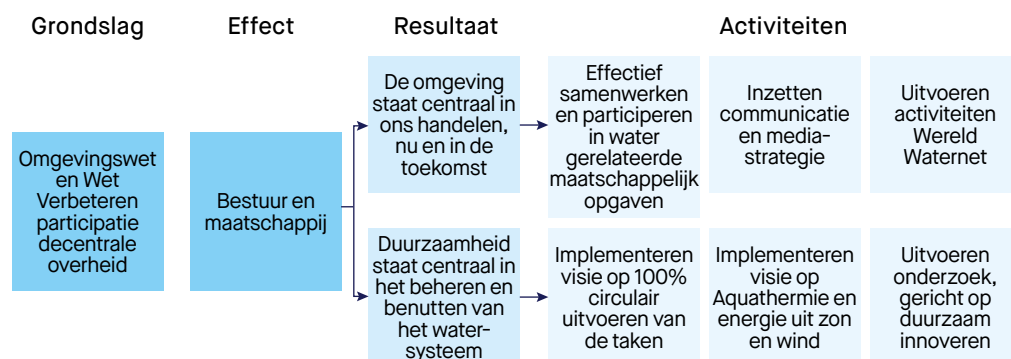 Grondslag
Effect
Resultaat
Activiteiten
Omgevingswet
en Wet
Verbeteren
participatie
decentrale
overheid
Bestuur en
maatschappij
De omgeving
staat centraal in
ons handelen,
nu en in de
toekomst
Effectief
samenwerken
en participeren
in water
gerelateerde
maatschappelijk
opgaven
Inzetten
communicatie
en media-
strategie
Uitvoeren
activiteiten
Wereld
Waternet
Duurzaamheid
staat centraal in
het beheren en
benutten van
het water-
systeem
Implementeren
visie op 100%
circulair
uitvoeren van
de taken
Implementeren
visie op
Aquathermie en
energie uit zon
en wind
Uitvoeren
onderzoek,
gericht op
duurzaam
innoveren